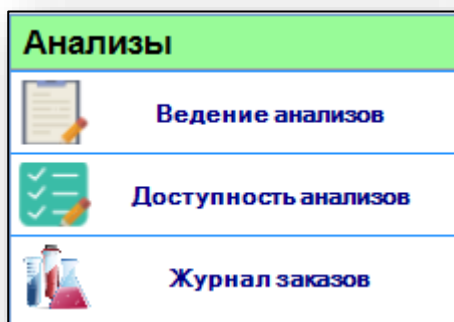 Анализы
Ведение анализов
Доступность анализов
Журнал заказов